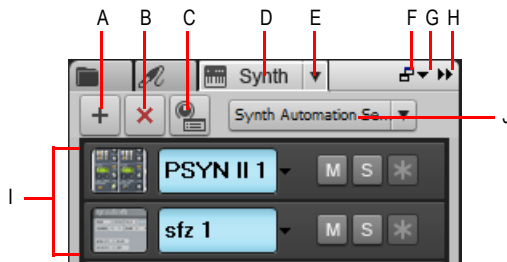 A B C D E F G H
Synth
Synth Automation Se... J
I
PSYN II 1 M S
sfz 1 M S